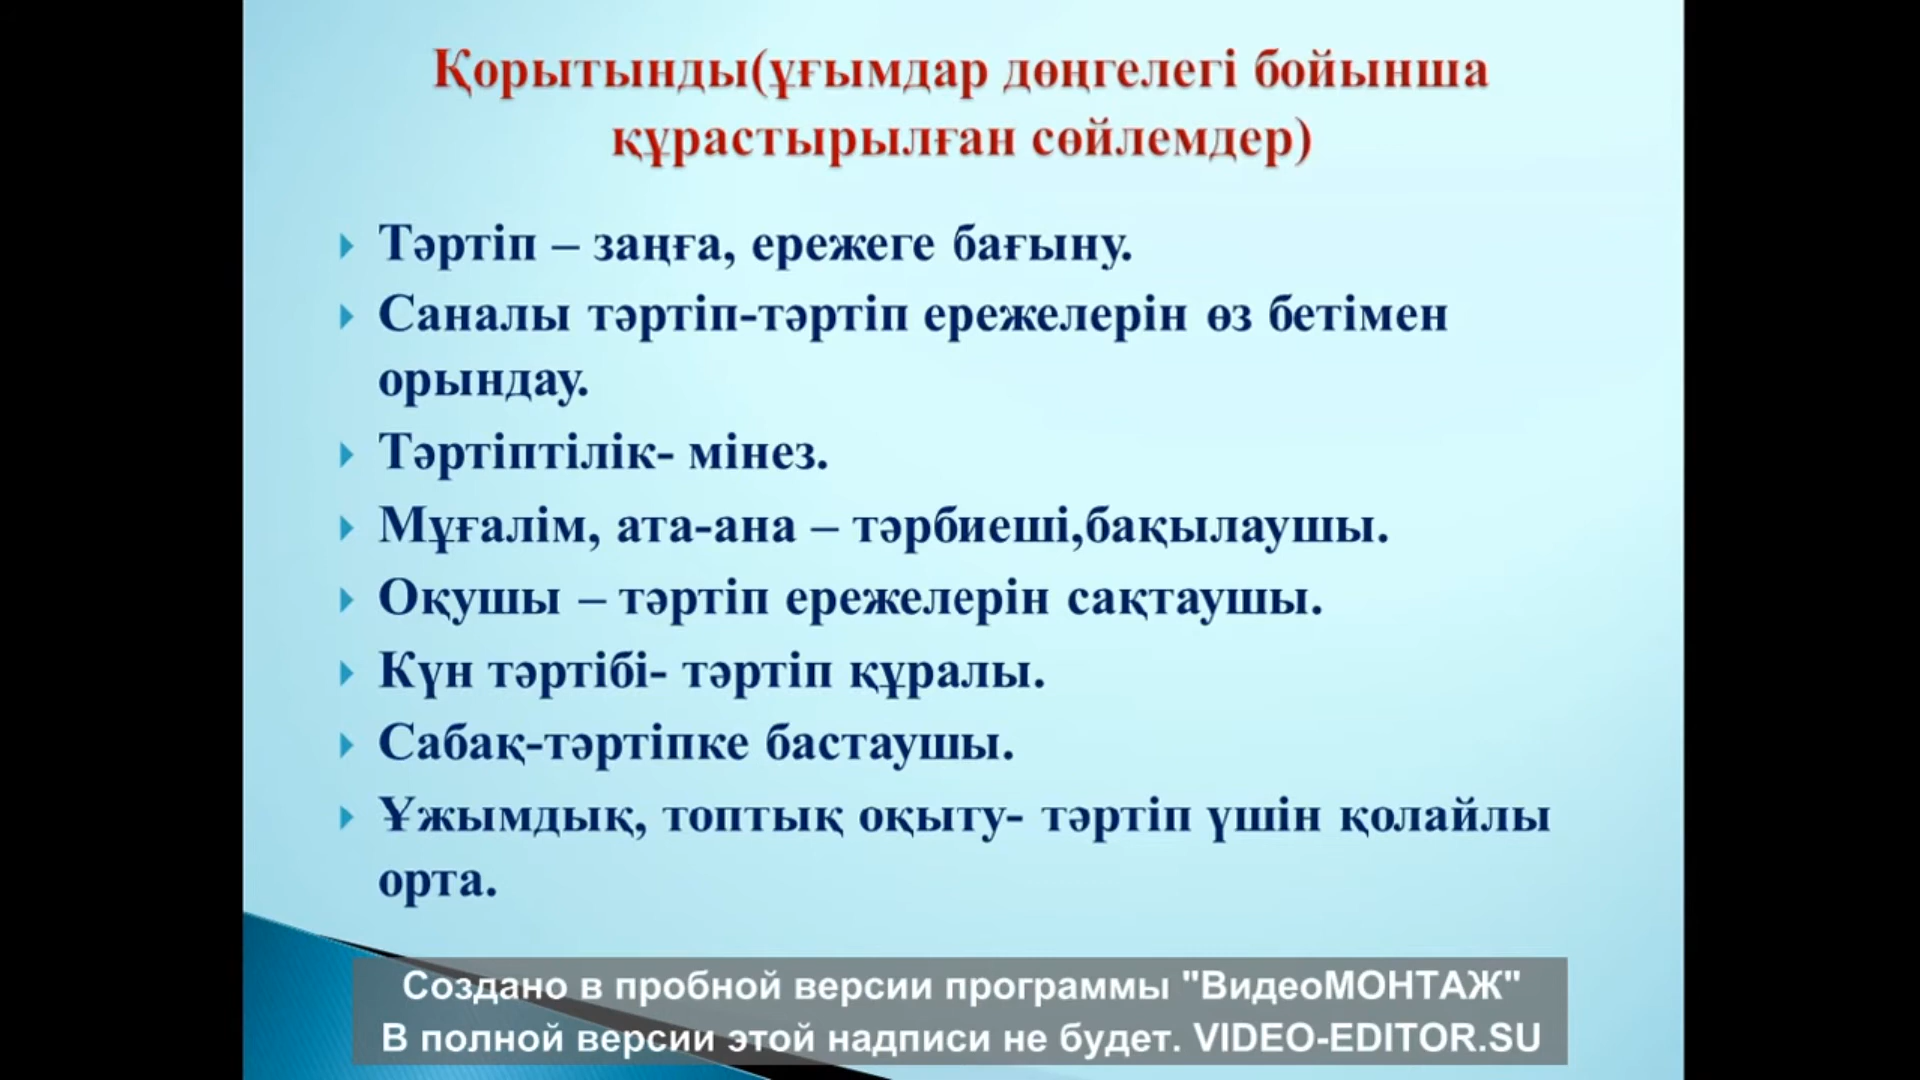 Қорытынды(ұғымдар дөңгелегі бойынша
құрастырылған сөйлемдер)
Тәртіп – заңға, ережеге бағыну.
Саналы тәртіп-тәртіп ережелерін өз бетімен
орындау.
Тәртіптілік- мінез.
Мұғалім, ата-ана – тәрбиеші,бақылаушы.
Оқушы – тәртіп ережелерін сақтаушы.
Күн тәртібі- тәртіп құралы.
Сабақ-тәртіпке бастаушы.
Ұжымдық, топтық оқыту- тәртіп үшін қолайлы
орта.
Создано в пробной версии программы "ВидеоМОНТАЖ"
В полной версии этой надписи не будет. VIDEO-EDITOR.SU